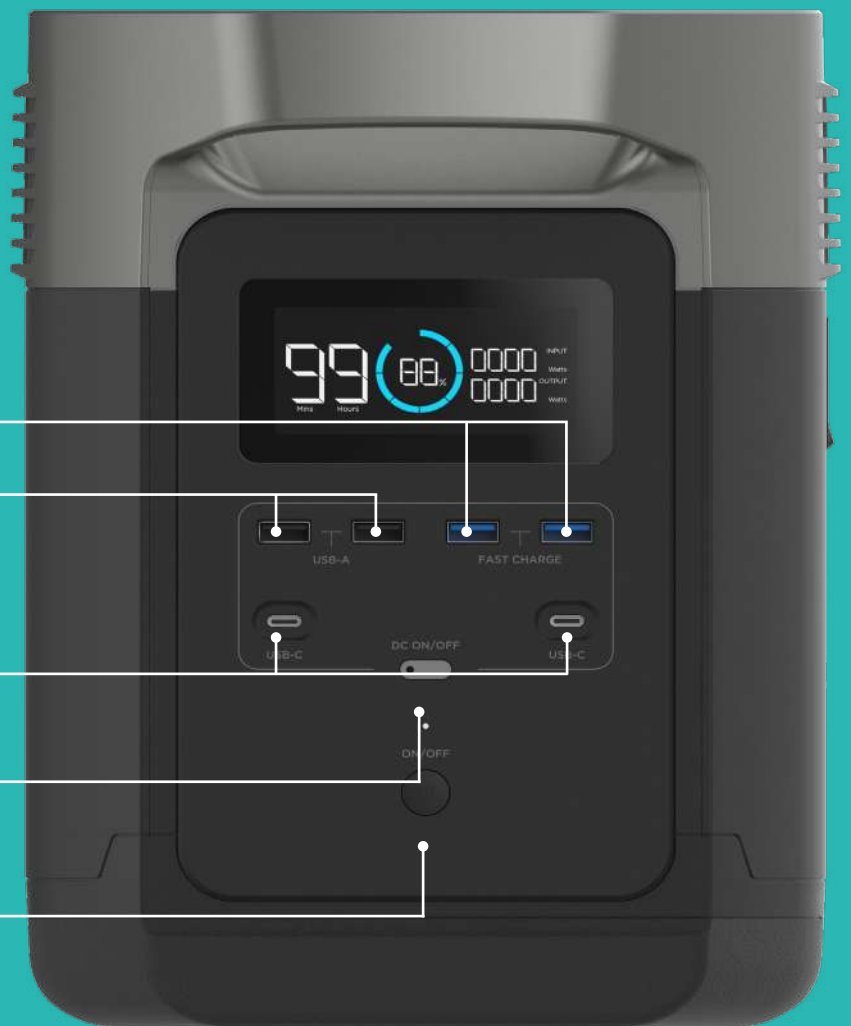 99
Mins Hours
88%
0000 INPUT
Watts
0000 OUTPUT
Watts
USB-A
FAST CHARGE
USB-C
DC ON/OFF
USB-C
ON/OFF